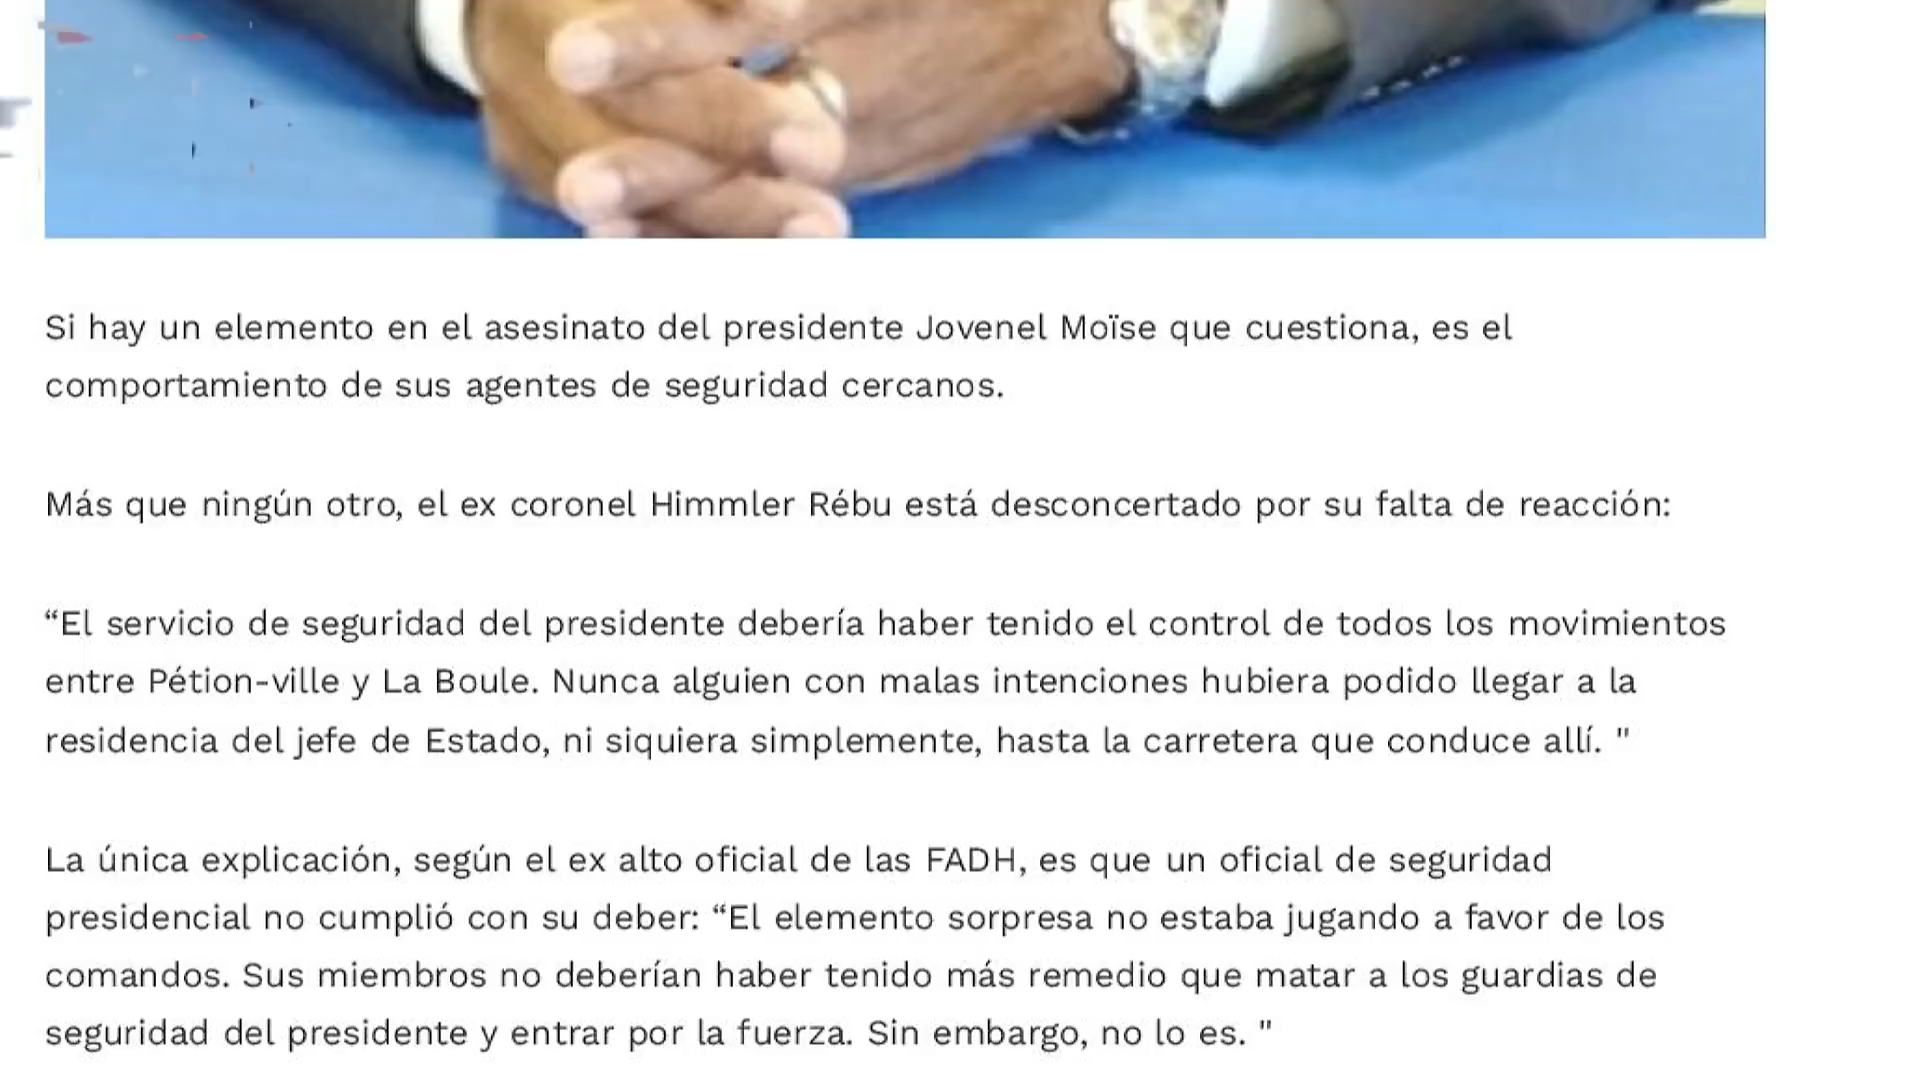 Si hay un elemento en el asesinato del presidente Jovenel Moïse que cuestiona, es el
comportamiento de sus agentes de seguridad cercanos.
Más que ningún otro, el ex coronel Himmler Rébu está desconcertado por su falta de reacción:
“El servicio de seguridad del presidente debería haber tenido el control de todos los movimientos
entre Pétion-ville y La Boule. Nunca alguien con malas intenciones hubiera podido llegar a la
residencia del jefe de Estado, ni siquiera simplemente, hasta la carretera que conduce allí. "
La única explicación, según el ex alto oficial de las FADH, es que un oficial de seguridad
presidencial no cumplió con su deber: “El elemento sorpresa no estaba jugando a favor de los
comandos. Sus miembros no deberían haber tenido más remedio que matar a los guardias de
seguridad del presidente y entrar por la fuerza. Sin embargo, no lo es. "